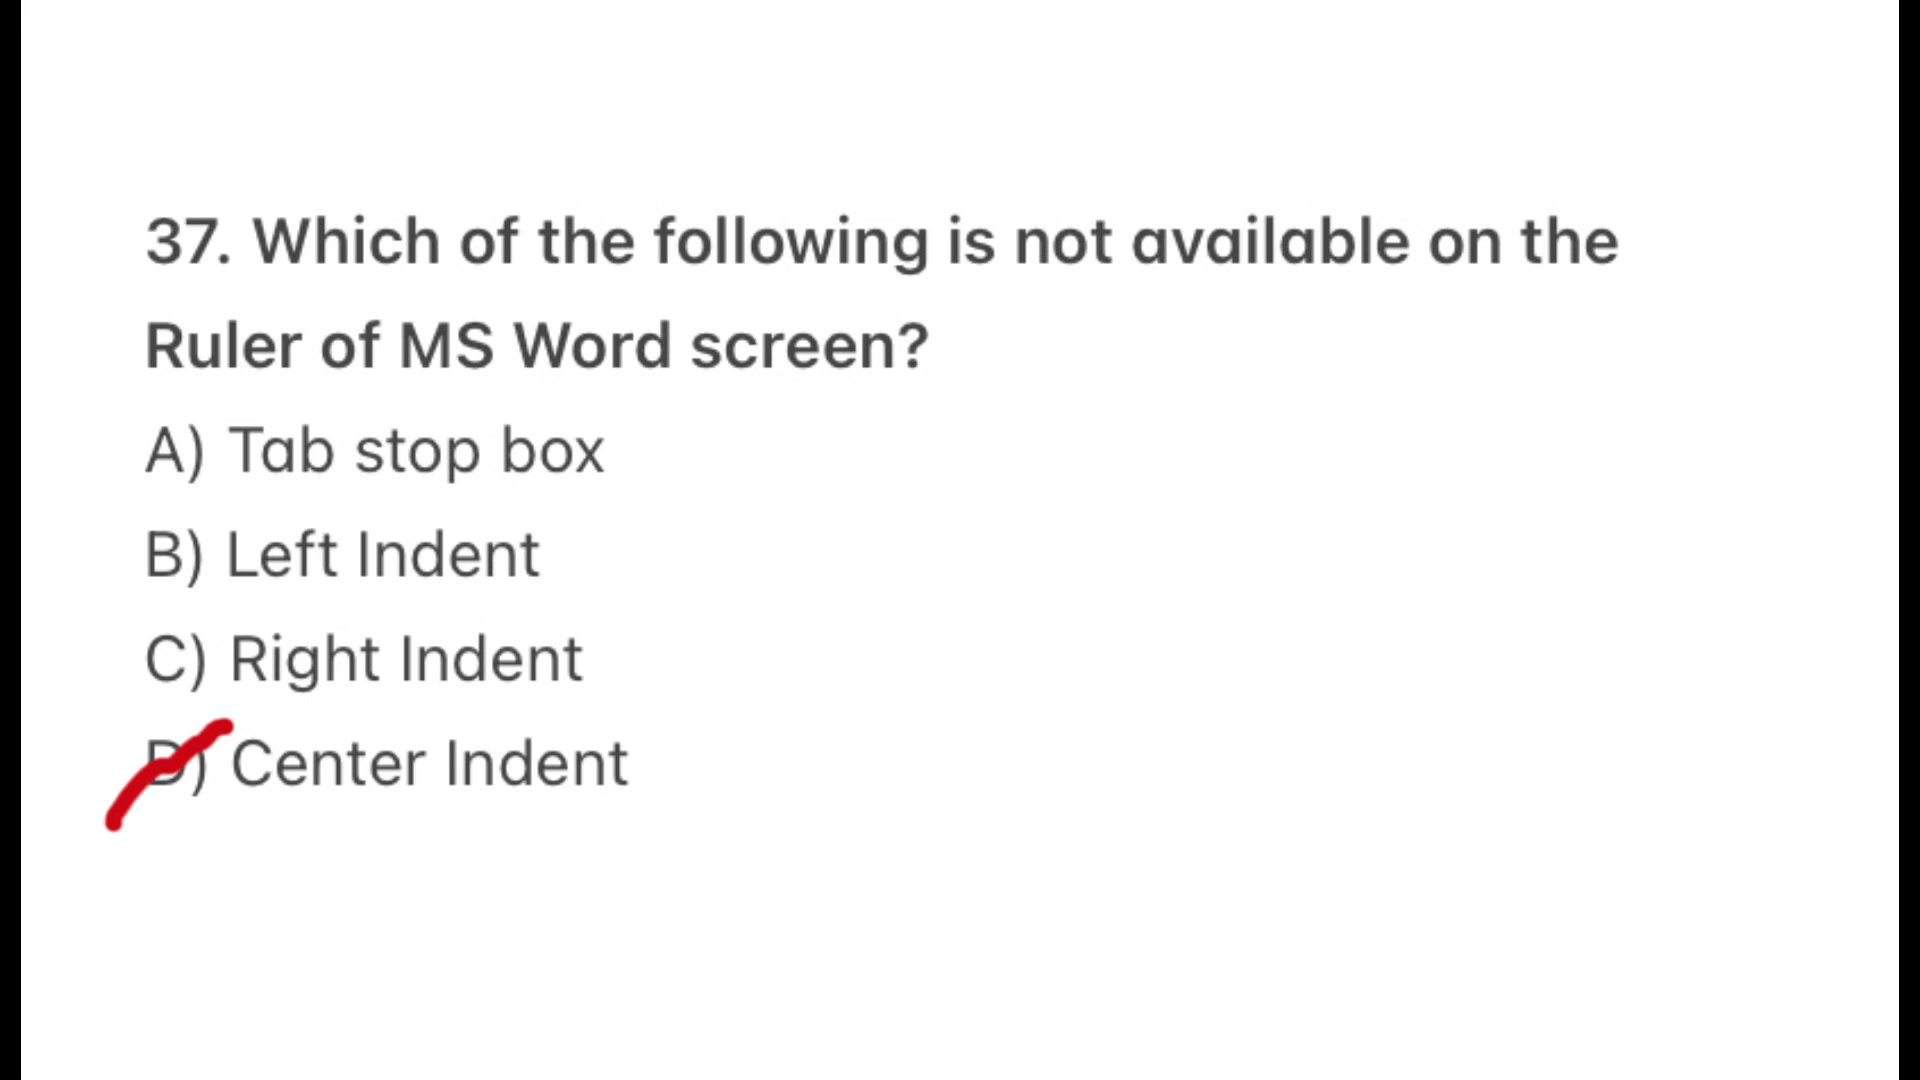 37. Which of the following is not available on the
Ruler of MS Word screen?
A) Tab stop box
B) Left Indent
C) Right Indent
D) Center Indent